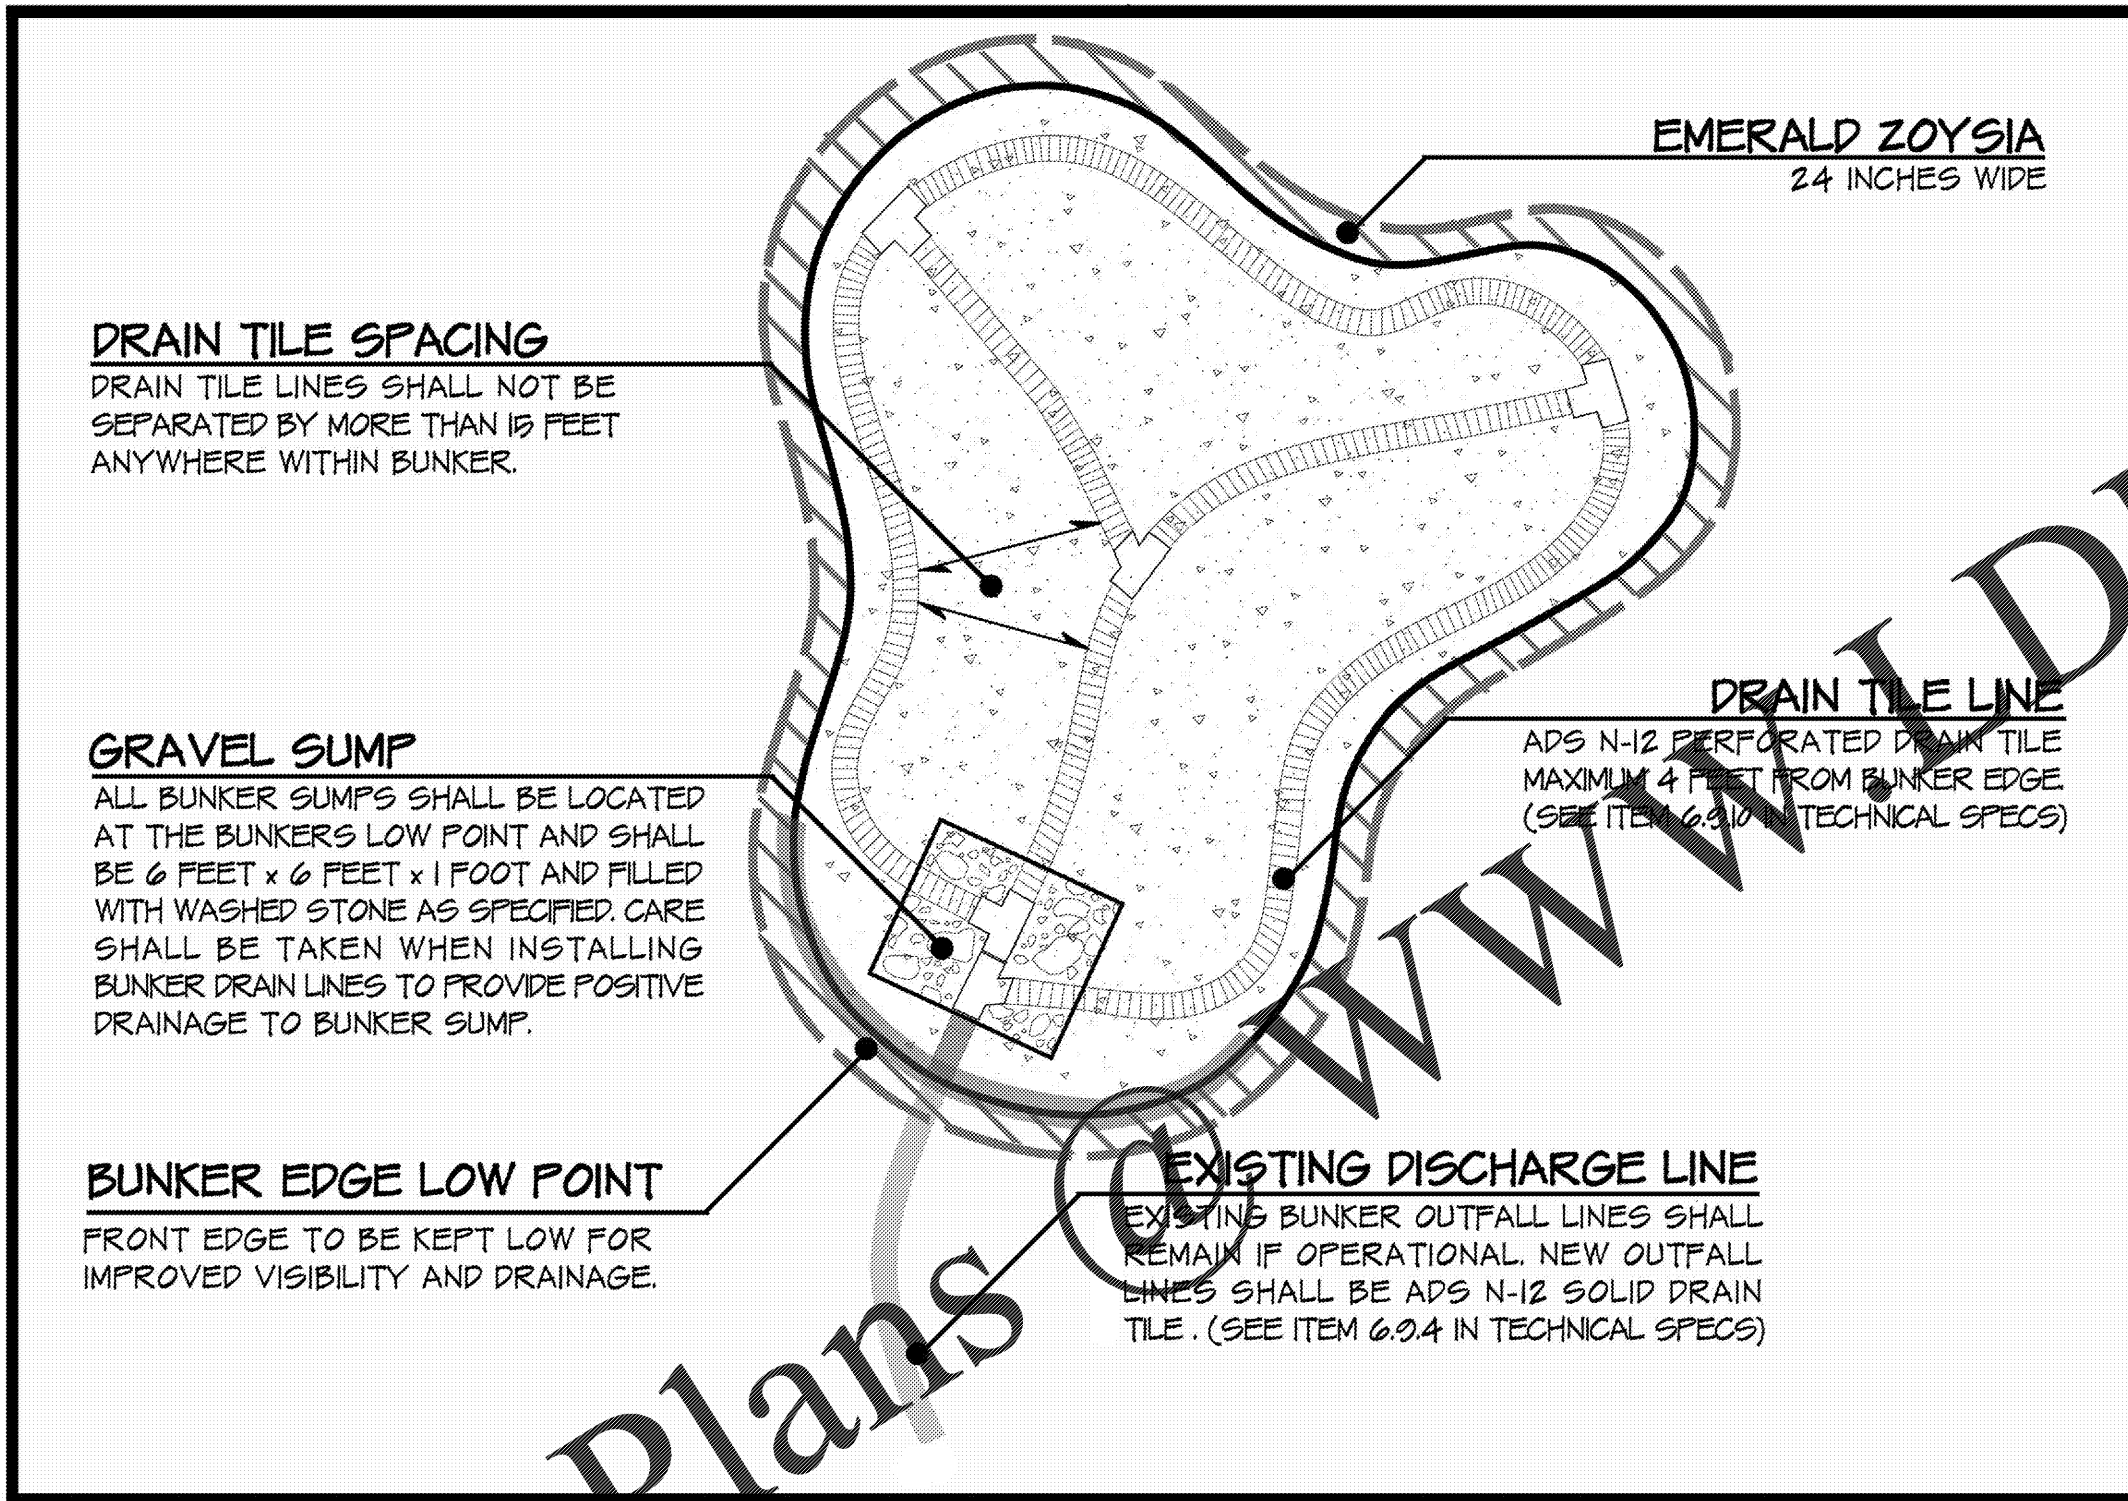 EMERALD ZOYSIA
24 INCHES WIDE
DRAIN TILE SPACING
DRAIN TILE LINES SHALL NOT BE
SEPARATED BY MORE THAN 15 FEET
ANYWHERE WITHIN BUNKER.
DRAIN TILE LINE
ADS N-12 PERFORATED DRAIN TILE
MAXIMUM 4 FEET FROM BUNKER EDGE.
(SEE ITEM 6.9.10 IN TECHNICAL SPECS)
GRAVEL SUMP
ALL BUNKER SUMPS SHALL BE LOCATED
AT THE BUNKERS LOW POINT AND SHALL
BE 6 FEET x 6 FEET x 1 FOOT AND FILLED
WITH WASHED STONE AS SPECIFIED. CARE
SHALL BE TAKEN WHEN INSTALLING
BUNKER DRAIN LINES TO PROVIDE POSITIVE
DRAINAGE TO BUNKER SUMP.
BUNKER EDGE LOW POINT
FRONT EDGE TO BE KEPT LOW FOR
IMPROVED VISIBILITY AND DRAINAGE.
EXISTING DISCHARGE LINE
EXISTING BUNKER OUTFALL LINES SHALL
REMAIN IF OPERATIONAL. NEW OUTFALL
LINES SHALL BE ADS N-12 SOLID DRAIN
TILE . (SEE ITEM 6.9.4 IN TECHNICAL SPECS)
Plans @ WWW.LD